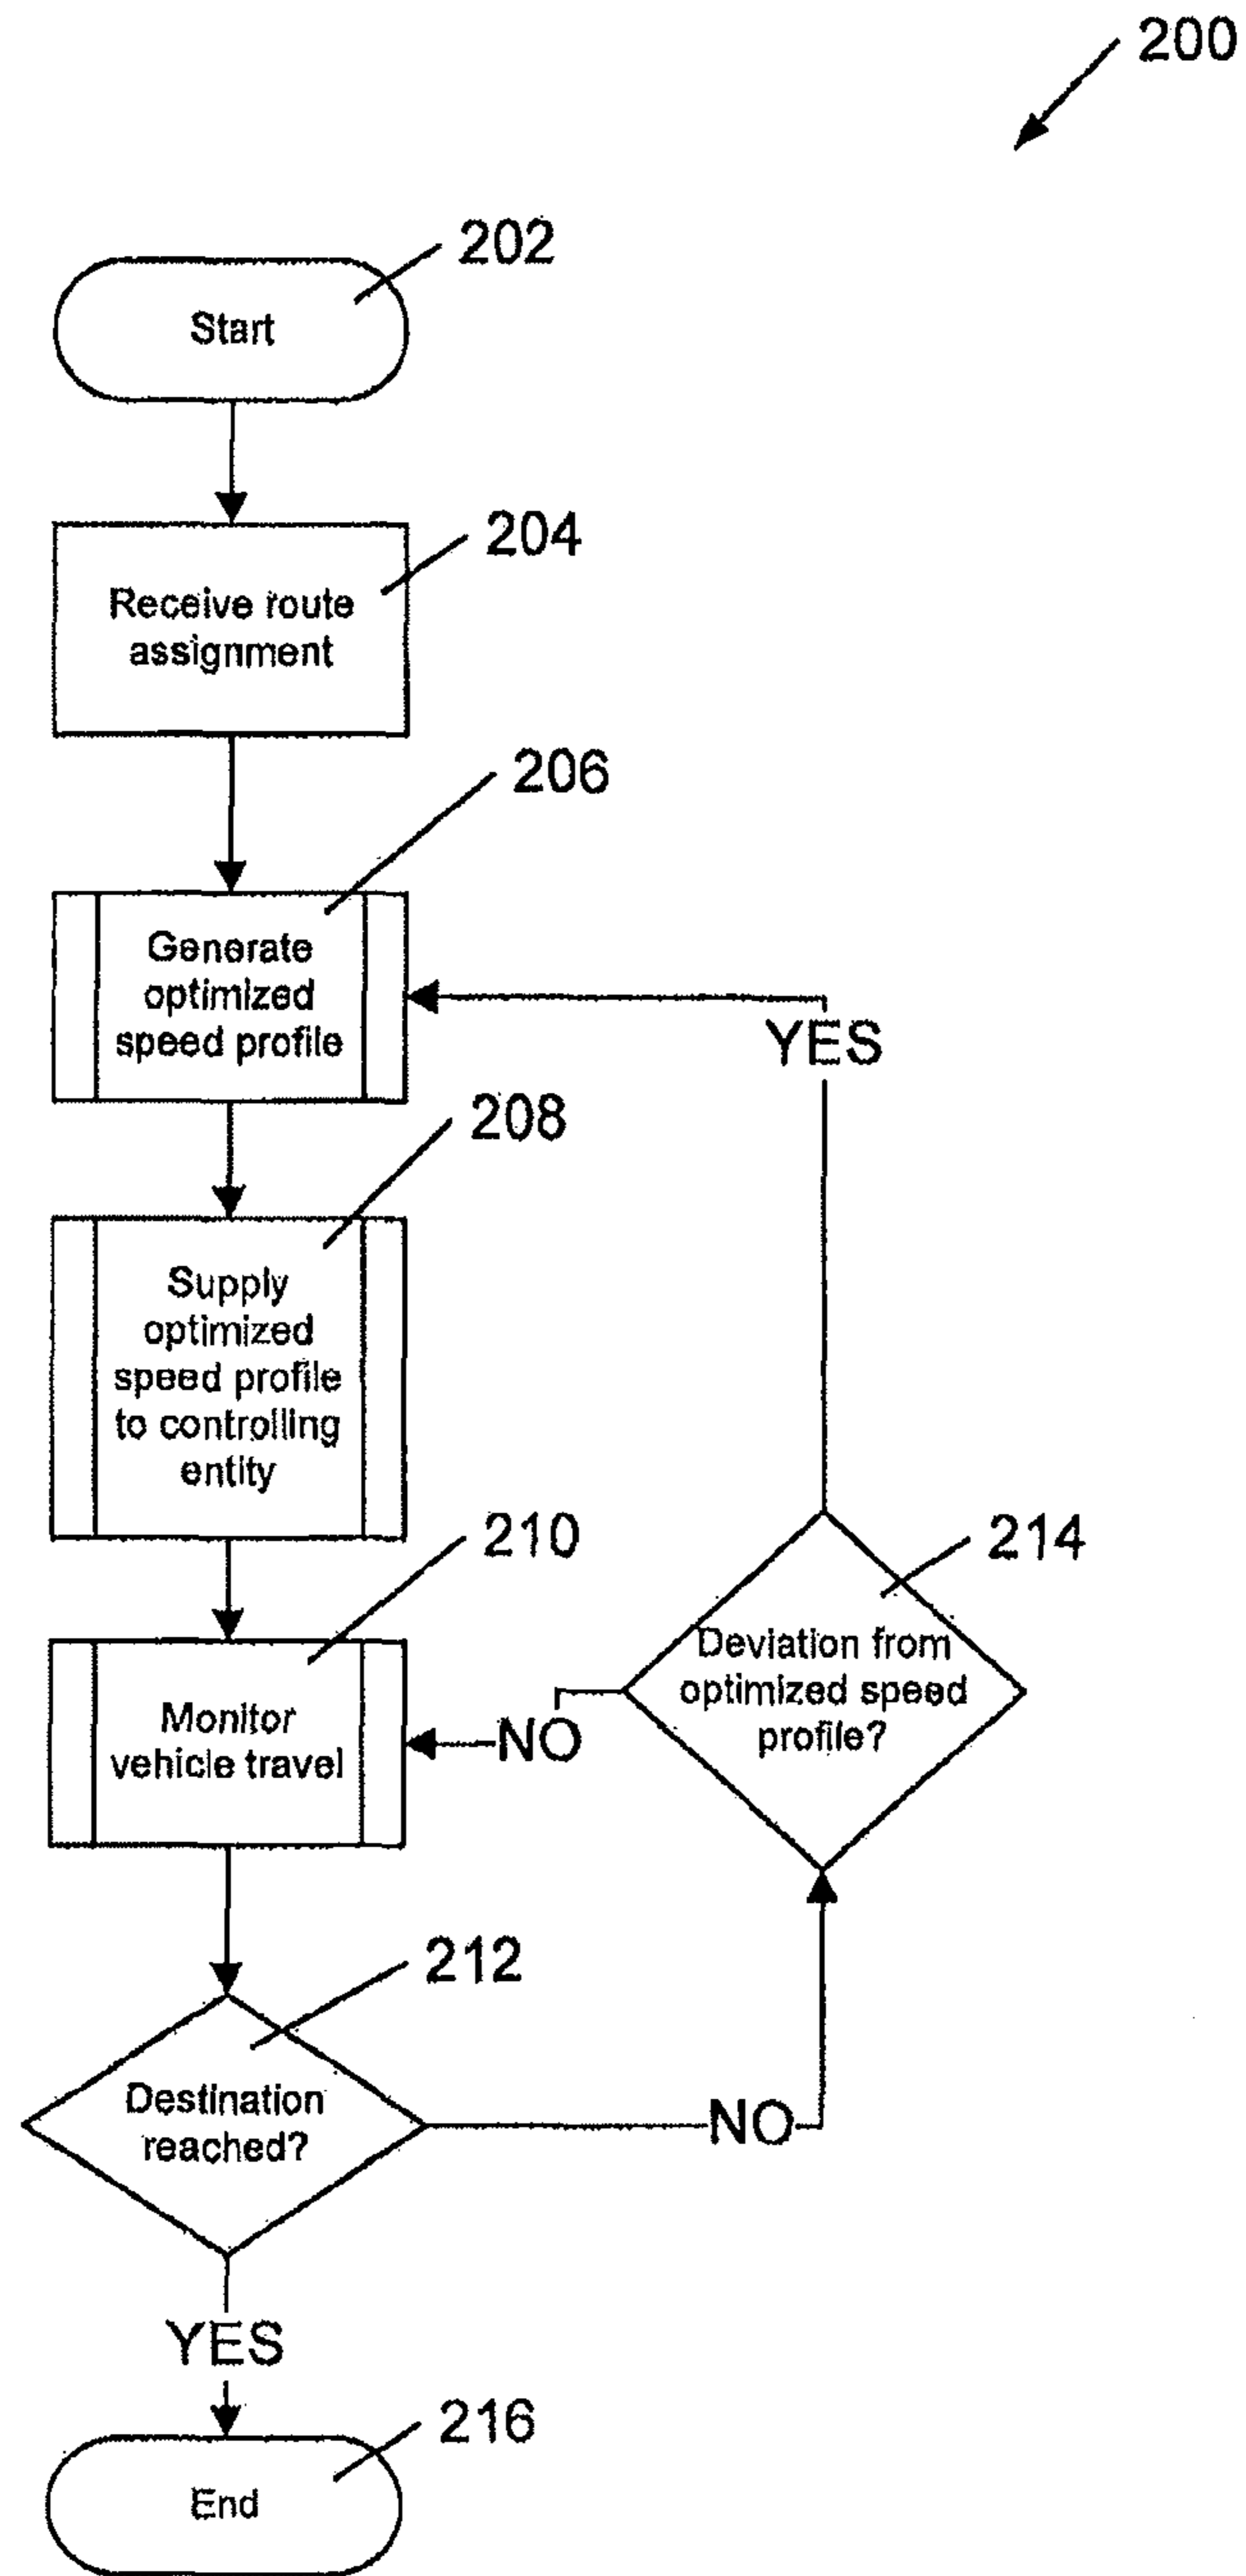 200
202
Start
204
Receive route
assignment
206
Generate
optimized
speed profile
YES
208
Supply
optimized
speed profile
to controlling
entity
210
Monitor
vehicle travel
214
Deviation from
optimized speed
profile?
NO
212
Destination
reached?
NO
YES
216
End